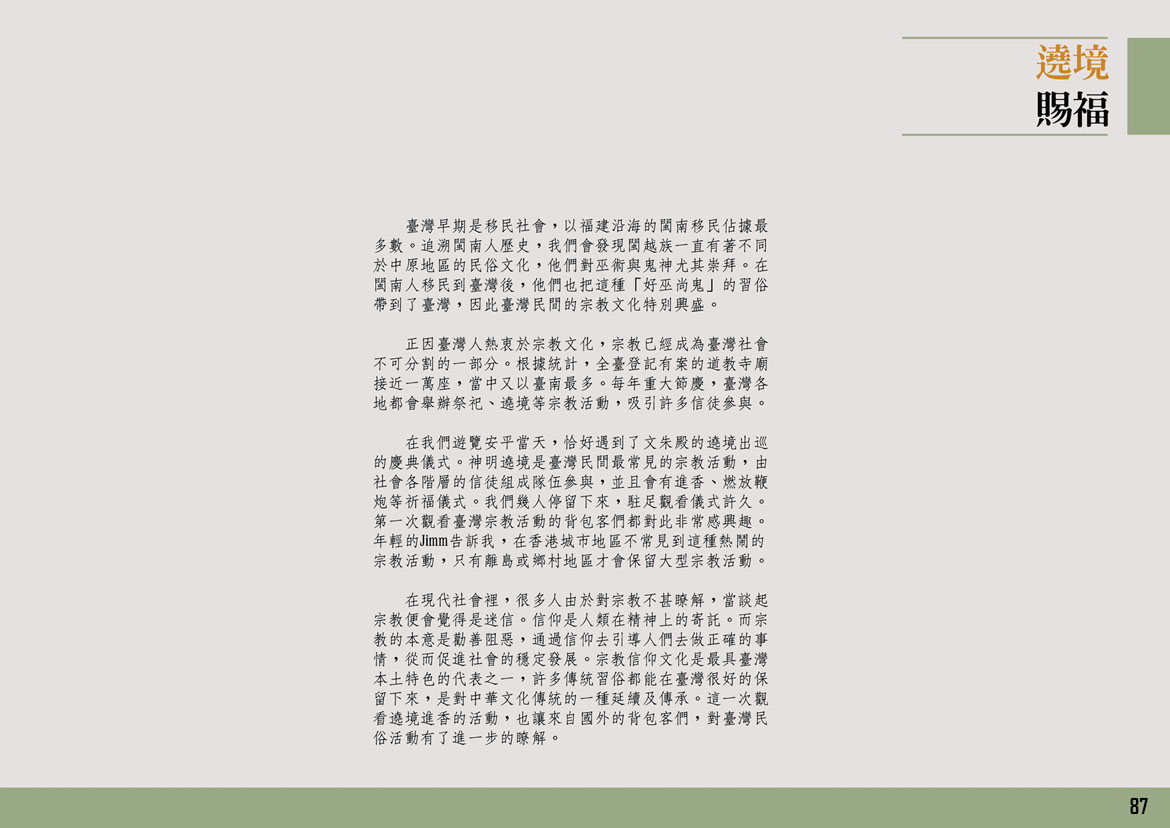 遶境
賜福
臺灣早期是移民社會，以福建沿海的閩南移民佔據最
多數。追溯閩南人歷史，我們會發現閩越族一直有著不同
於中原地區的民俗文化，他們對巫術與鬼神尤其崇拜。在
閩南人移民到臺灣後，他們也把這種「好巫尚鬼」的習俗
帶到了臺灣，因此臺灣民間的宗教文化特別興盛。
正因臺灣人熱衷於宗教文化，宗教已經成為臺灣社會
不可分割的一部分。根據統計，全臺登記有案的道教寺廟
接近一萬座，當中又以臺南最多。每年重大節慶，臺灣各
地都會舉辦祭祀、遶境等宗教活動，吸引許多信徒參與。
在我們遊覽安平當天，恰好遇到了文朱殿的遶境出巡
的慶典儀式。神明遶境是臺灣民間最常見的宗教活動，由
社會各階層的信徒組成隊伍參與，並且會有進香、燃放鞭
炮等祈福儀式。我們幾人停留下來，駐足觀看儀式許久。
第一次觀看臺灣宗教活動的背包客們都對此非常感興趣。
年輕的Jimm告訴我，在香港城市地區不常見到這種熱鬧的
宗教活動，只有離島或鄉村地區才會保留大型宗教活動。
在現代社會裡，很多人由於對宗教不甚瞭解，當談起
宗教便會覺得是迷信。信仰是人類在精神上的寄託。而宗
教的本意是勸善阻惡，通過信仰去引導人們去做正確的事
情，從而促進社會的穩定發展。宗教信仰文化是最具臺灣
本土特色的代表之一，許多傳統習俗都能在臺灣很好的保
留下來，是對中華文化傳統的一種延續及傳承。這一次觀
看遶境進香的活動，也讓來自國外的背包客們，對臺灣民
俗活動有了進一步的瞭解。
87